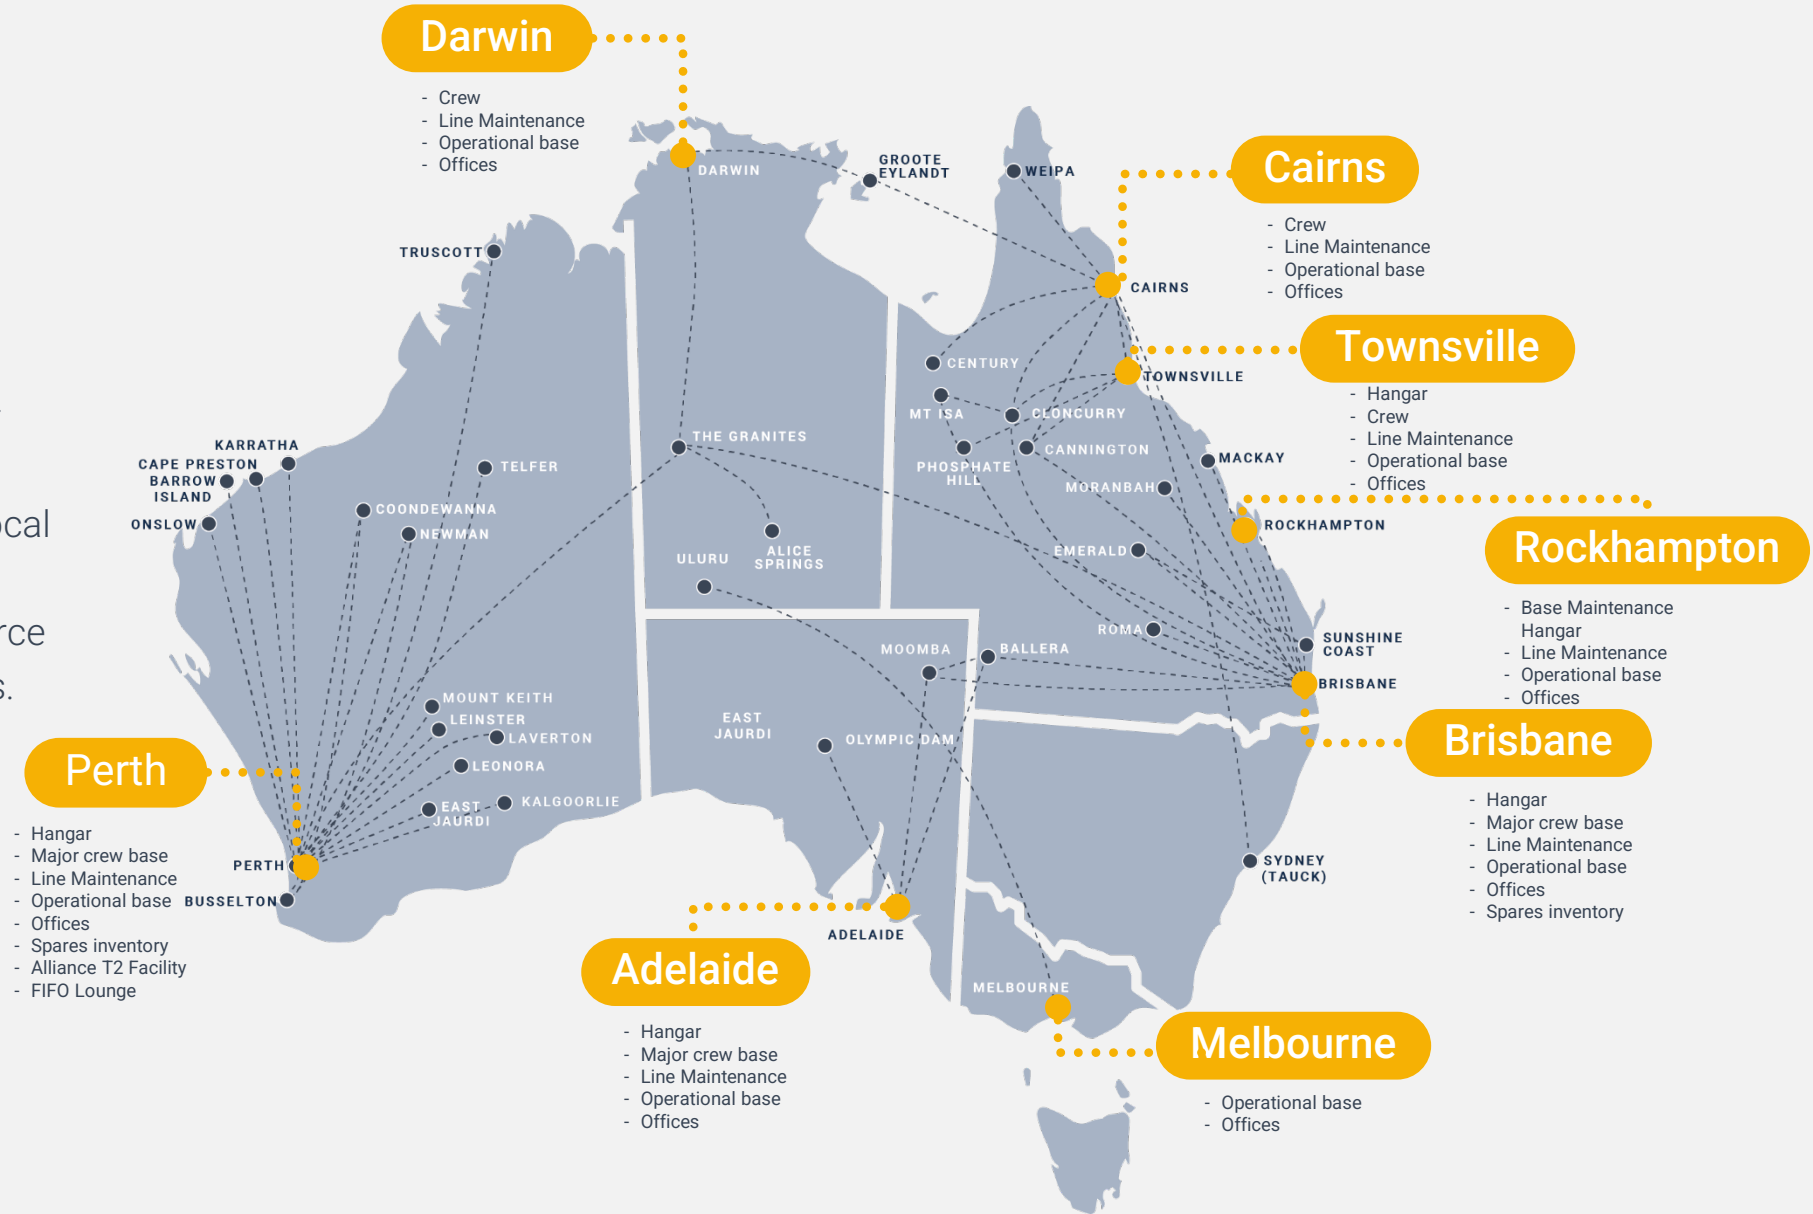 Darwin
- Crew
- Line Maintenance
- Operational base
- Offices
Cairns
- Crew
- Line Maintenance
- Operational base
- Offices
Townsville
- Hangar
- Crew
- Line Maintenance
- Operational base
- Offices
Rockhampton
- Base Maintenance
Hangar
- Line Maintenance
- Operational base
- Offices
Brisbane
- Hangar
- Major crew base
- Line Maintenance
- Operational base
- Offices
- Spares inventory
Melbourne
- Operational base
- Offices
Adelaide
- Hangar
- Major crew base
- Line Maintenance
- Operational base
- Offices
Perth
- Hangar
- Major crew base
- Line Maintenance
- Operational base
- Offices
- Spares inventory
- Alliance T2 Facility
- FIFO Lounge
DARWIN
GROOTE
EYLANDT
WEIPA
TRUSCOTT
CAIRNS
CENTURY
TOWNSVILLE
MT ISA
CLONCURRY
THE GRANITES
KARRATHA
CANNINGTON
MACKAY
CAPE PRESTON
TELFER
PHOSPHATE
HILL
BARROW
ISLAND
MORANBAH
COONDEWANNA
ONSLOW
ROCKHAMPTON
NEWMAN
ALICE
SPRINGS
EMERALD
ULURU
ROMA
SUNSHINE
COAST
MOOMBA
BALLERA
BRISBANE
MOUNT KEITH
LEINSTER
EAST
JAURDI
LAVERTON
OLYMPIC DAM
LEONORA
KALGOORLIE
EAST
JAURDI
PERTH
SYDNEY
(TAUCK)
BUSSELTON
ADELAIDE
MELBOURNE